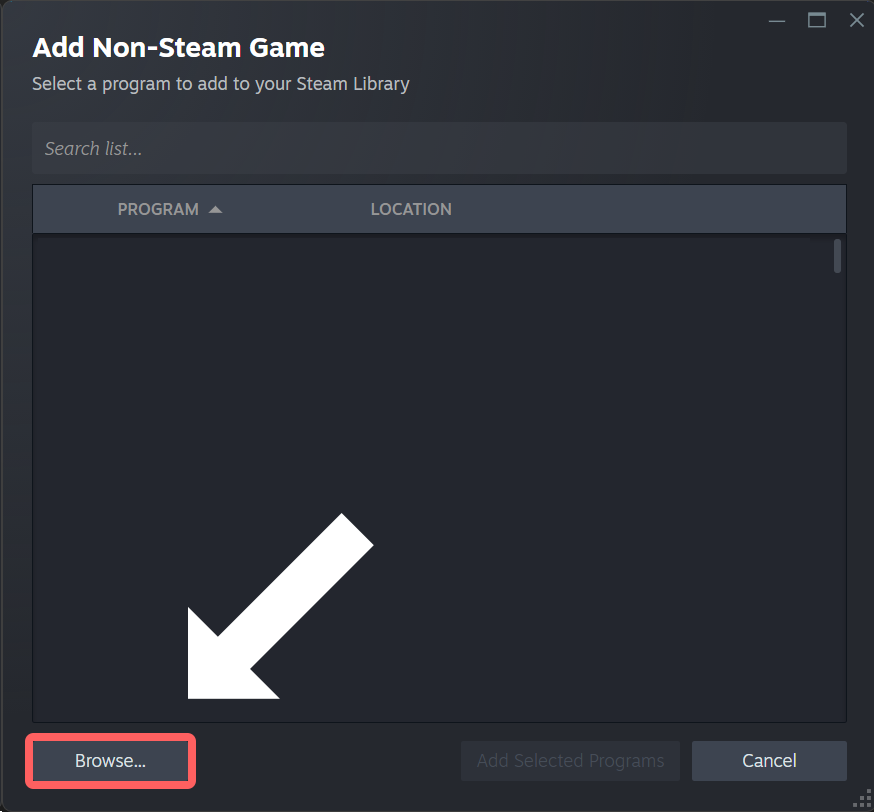 Add Non-Steam Game
Select a program to add to your Steam Library
Search list...
PROGRAM LOCATION
Browse... Add Selected Programs Cancel